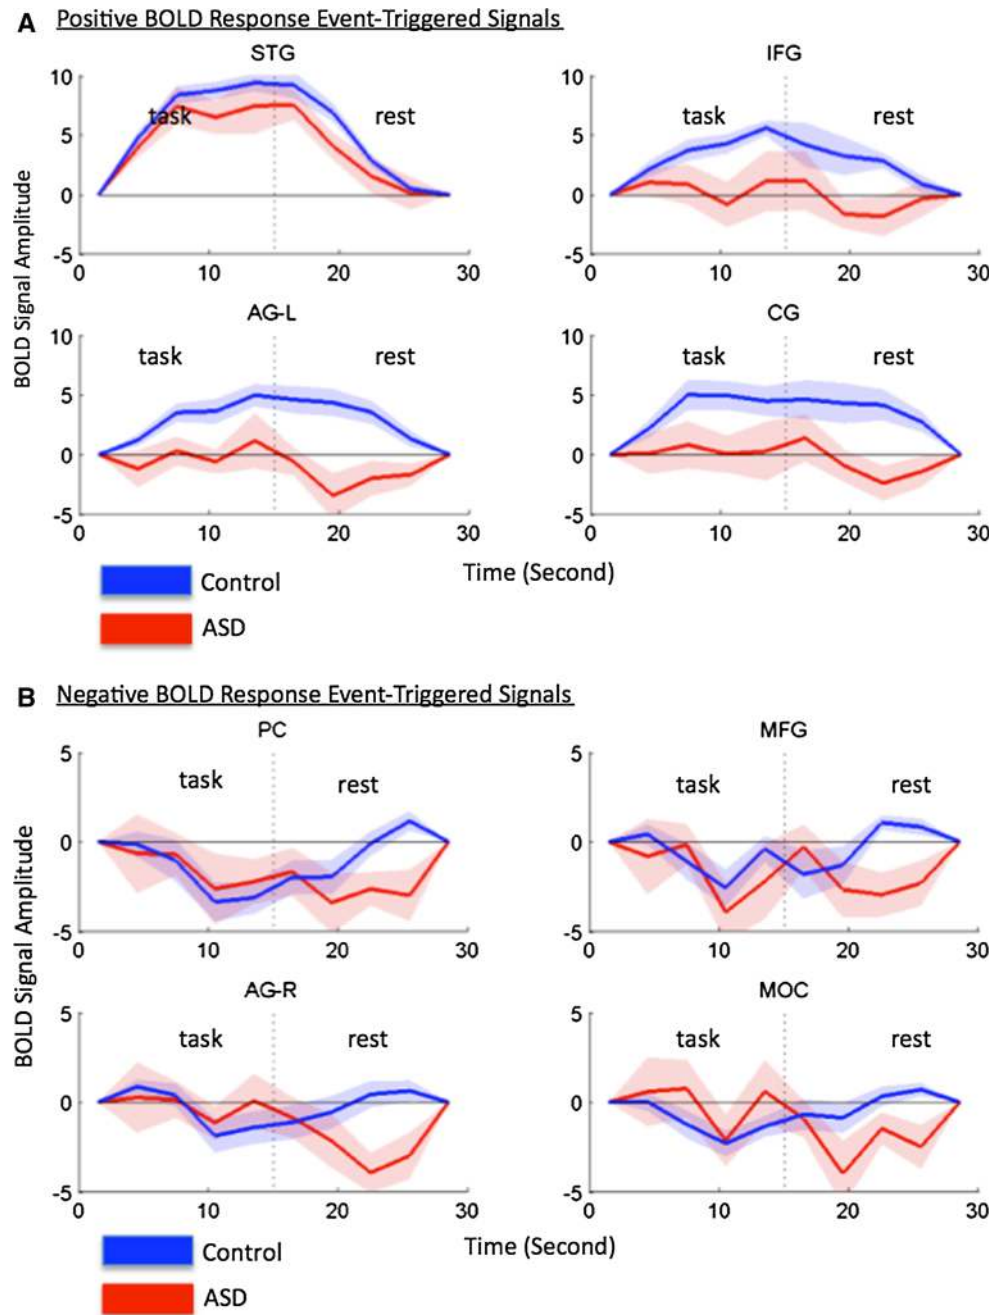 A Positive BOLD Response Event-Triggered Signals
STG
IFG
10
5
0
-5
task
rest
0 10 20 30
10
5
0
-5
task
rest
0 10 20 30
BOLD Signal Amplitude
AG-L
CG
10
5
0
-5
task
rest
0 10 20 30
10
5
0
-5
task
rest
0 10 20 30
Time (Second)
Control
ASD
B Negative BOLD Response Event-Triggered Signals
PC
MFG
5
0
-5
task
rest
0 10 20 30
5
0
-5
task
rest
0 10 20 30
BOLD Signal Amplitude
AG-R
MOC
5
0
-5
task
rest
0 10 20 30
5
0
-5
task
rest
0 10 20 30
Time (Second)
Control
ASD